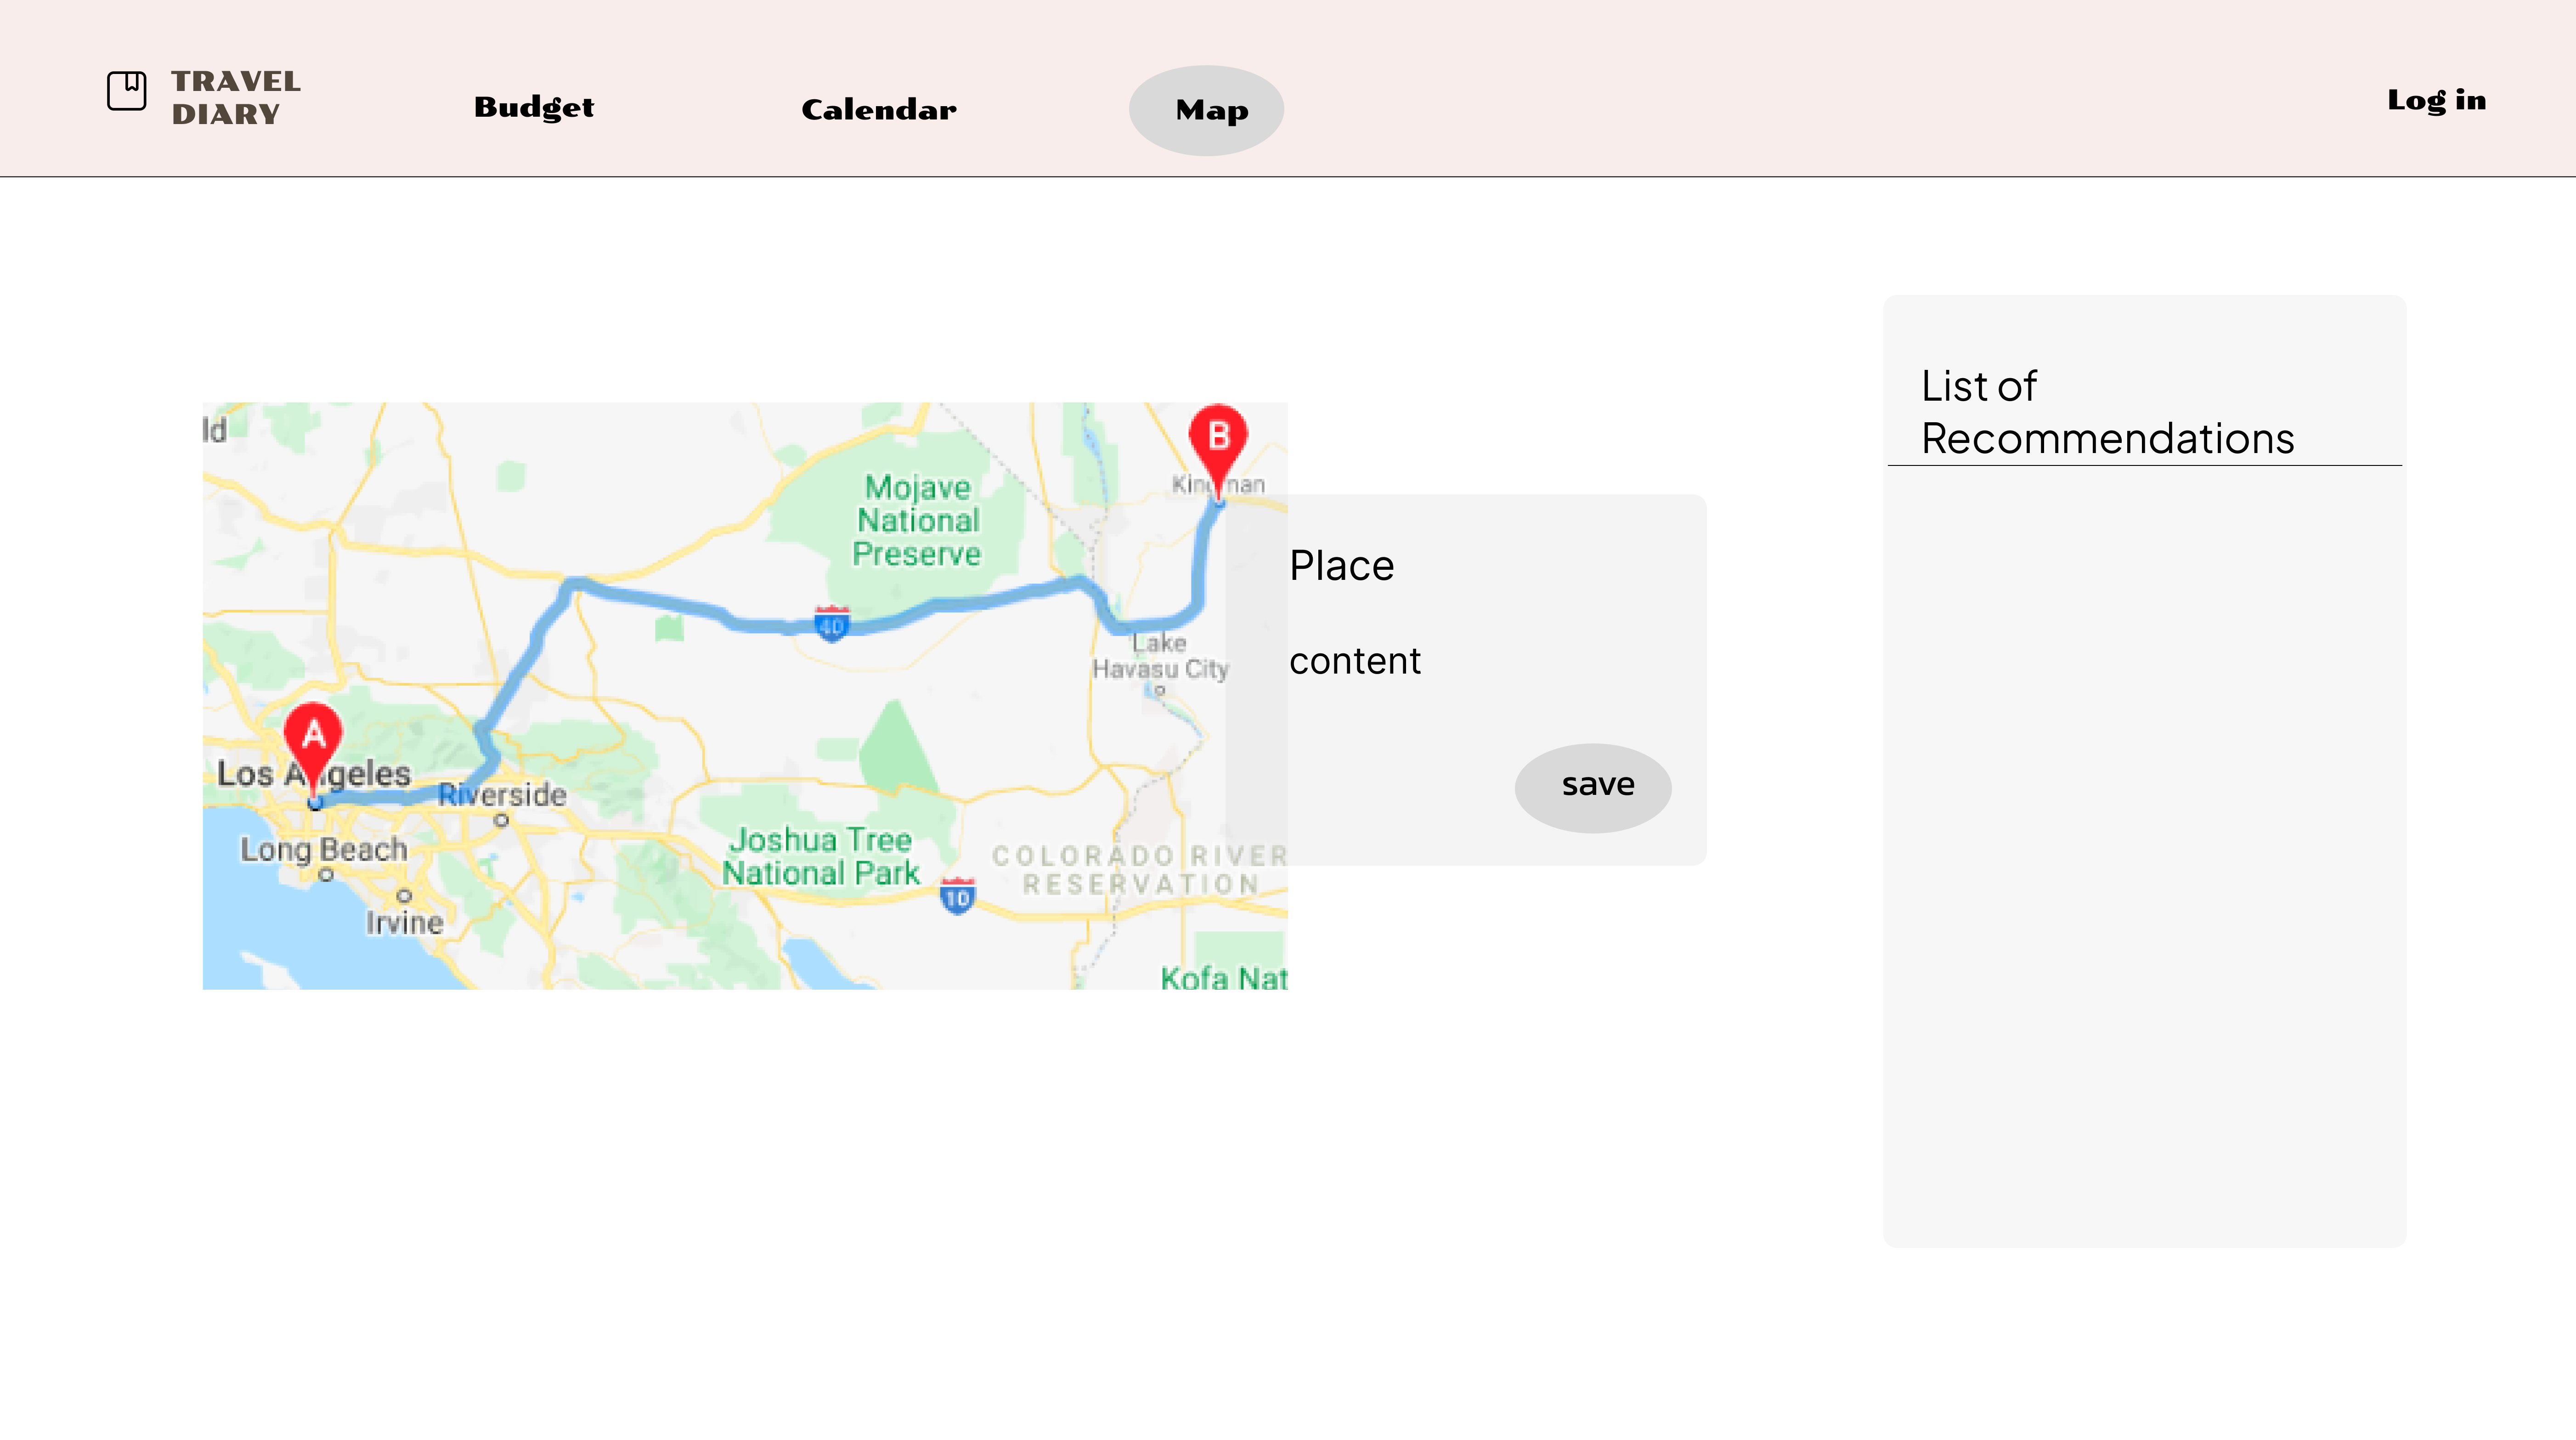 TRAVEL
DIARY
Budget
Calendar
Map
Log in
List of
Recommendations
ld
B
Mojave
National
Preserve
Kingman
Place
40
content
Lake
Havasu City
A
Los Angeles
Riverside
save
Long Beach
Joshua Tree
National Park
COLORADO RIVER
RESERVATION
10
Irvine
Kofa Nat